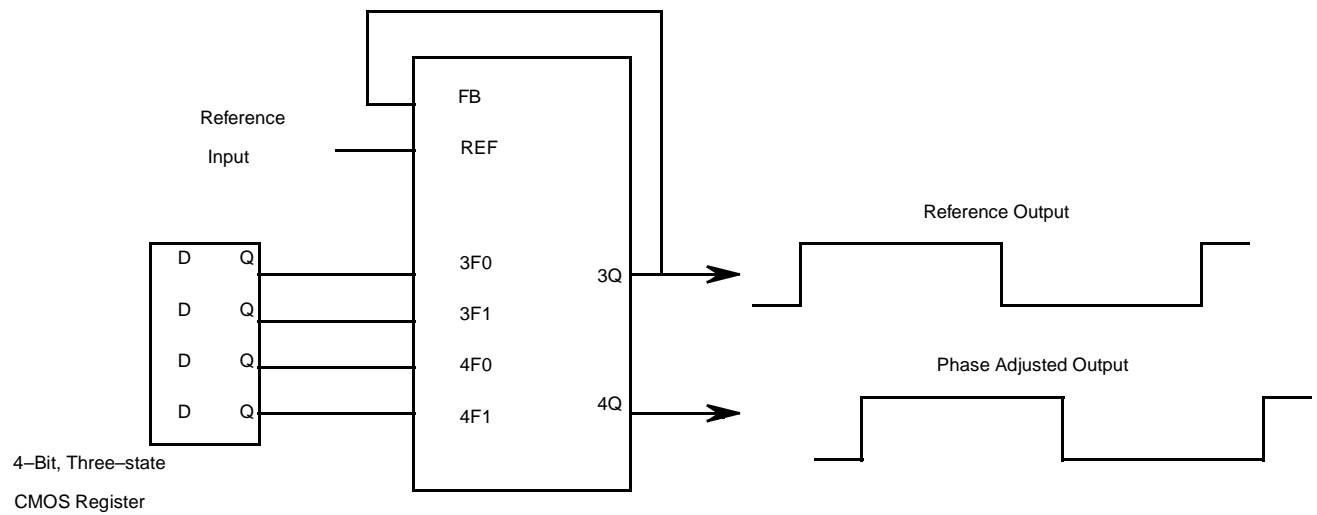 FB
Reference
Input
REF
Reference Output
D Q
3F0
3Q
D Q
3F1
D Q
4F0
Phase Adjusted Output
D Q
4F1
4Q
4–Bit, Three–state
CMOS Register